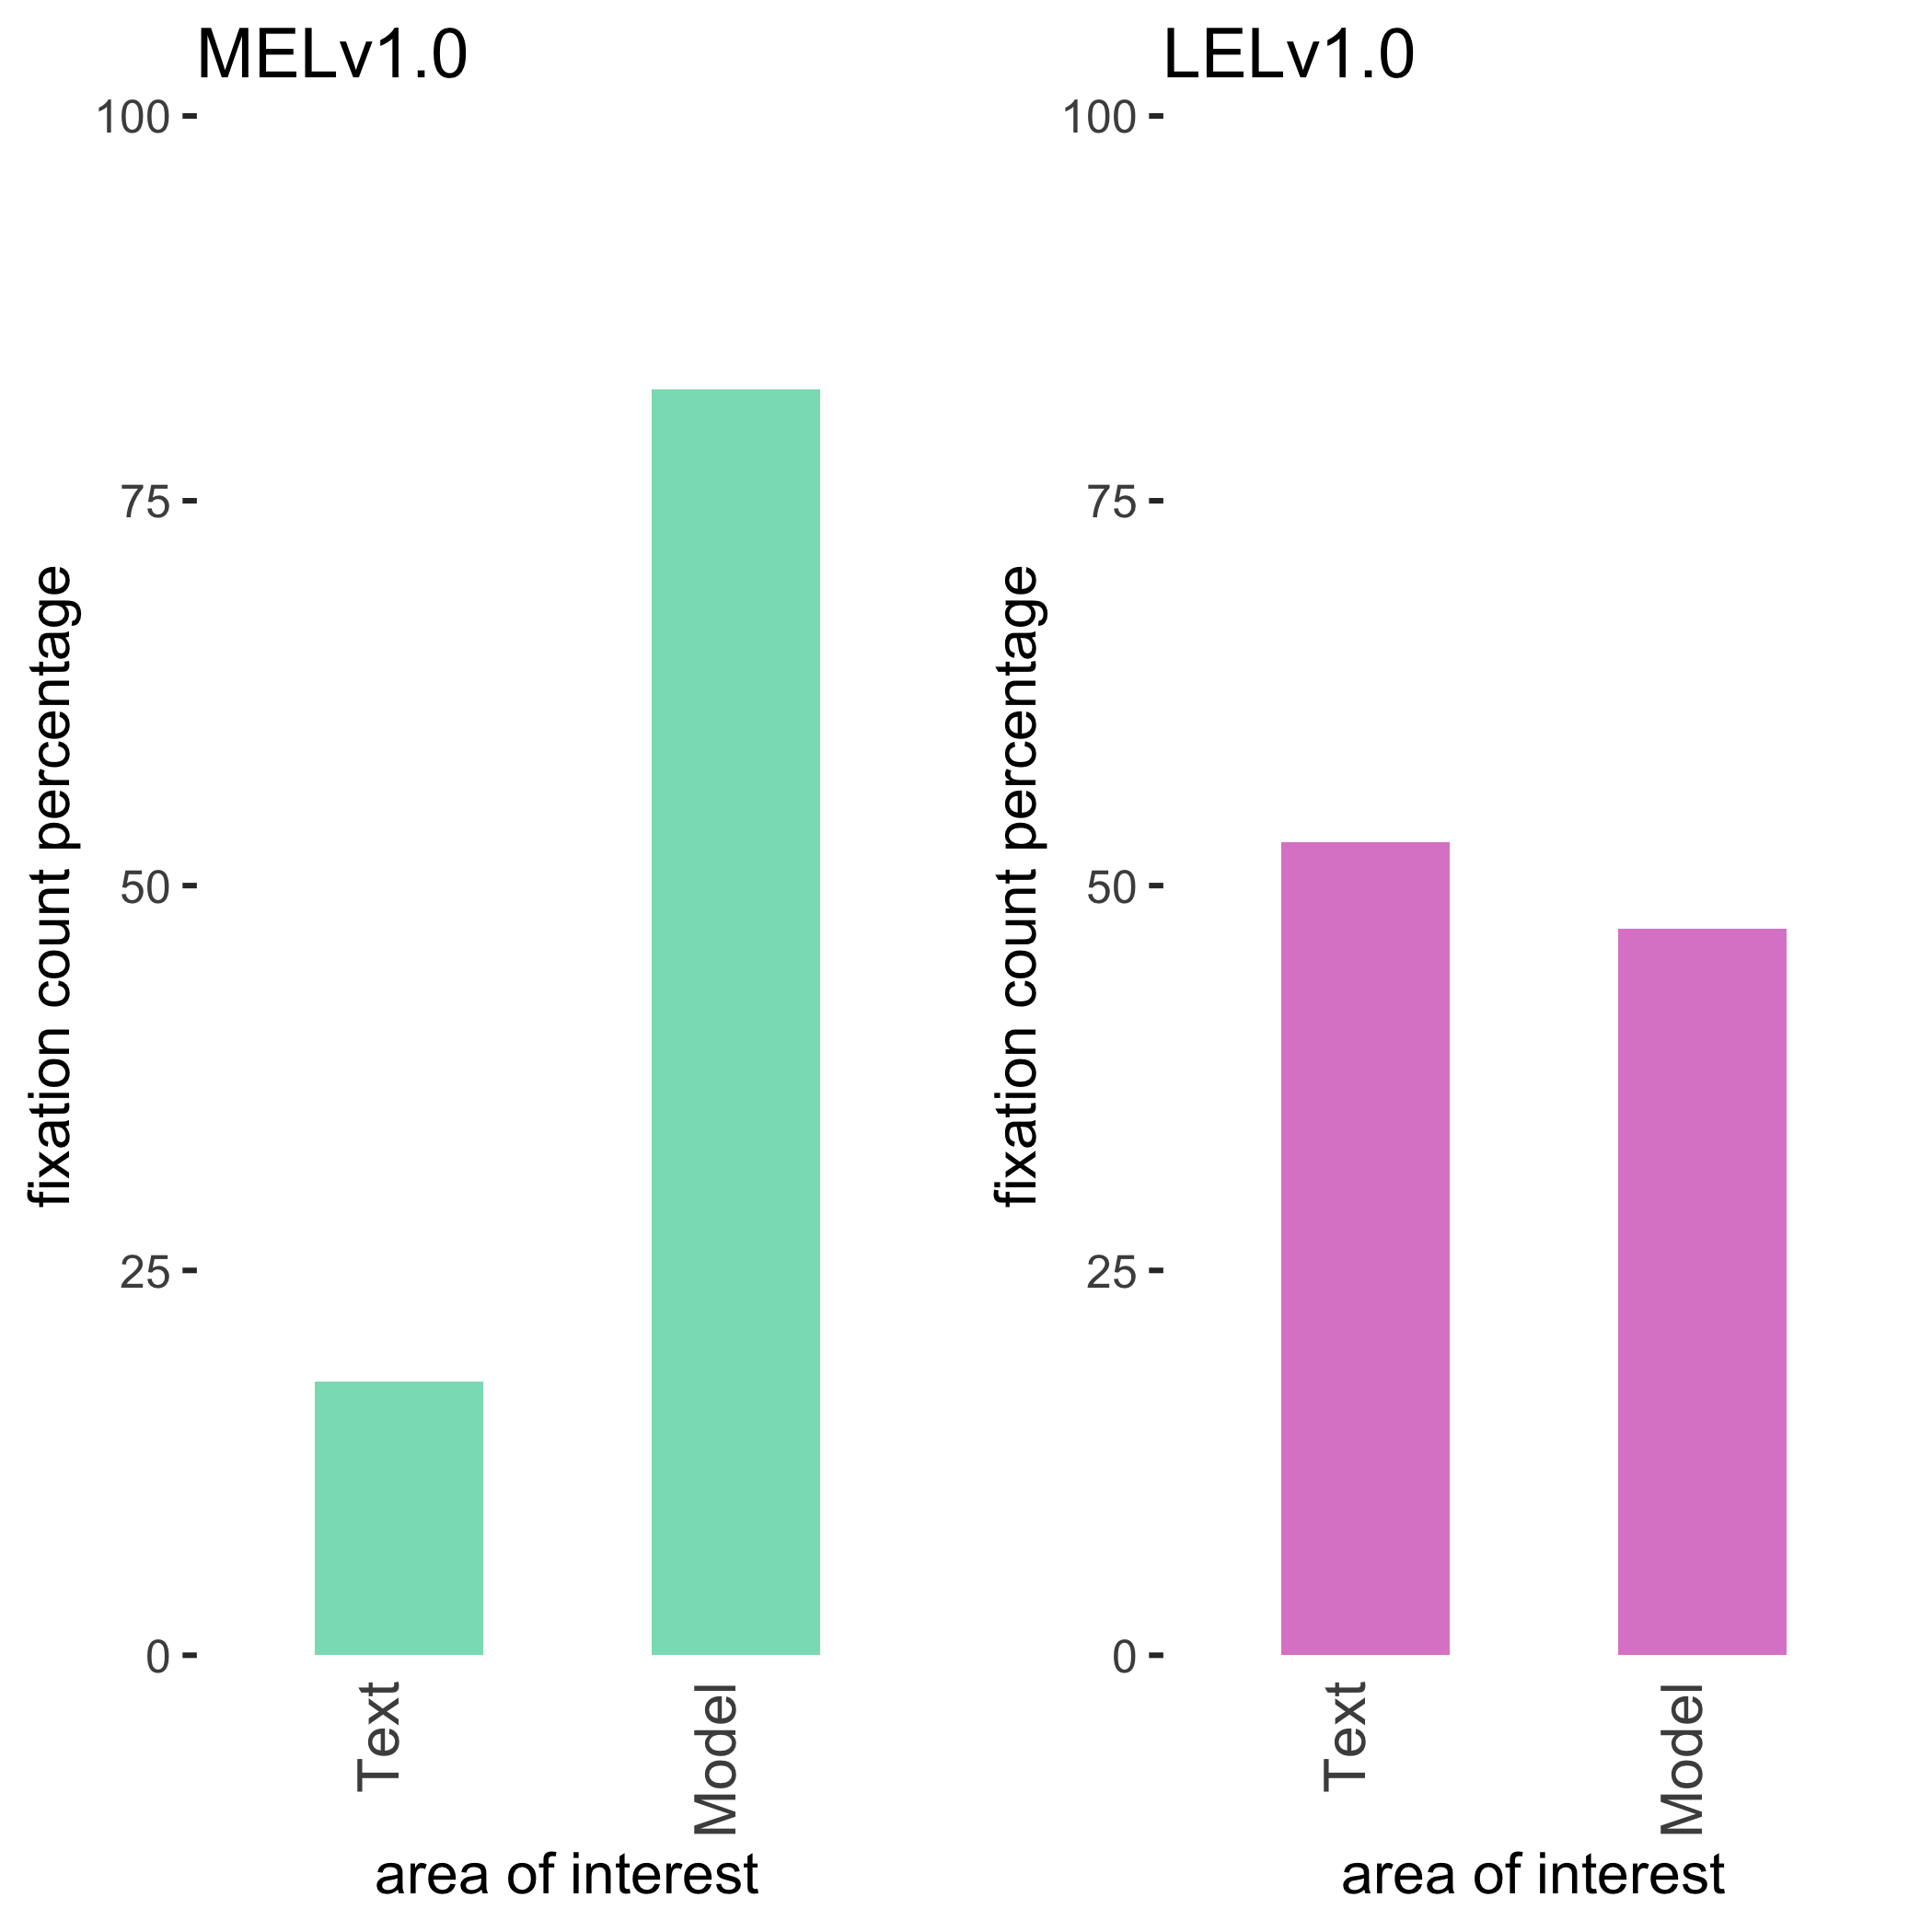 MELv1.0
100
75
50
25
0
fixation count percentage
Text
Model
area of interest
LELv1.0
100
75
50
25
0
fixation count percentage
Text
Model
area of interest